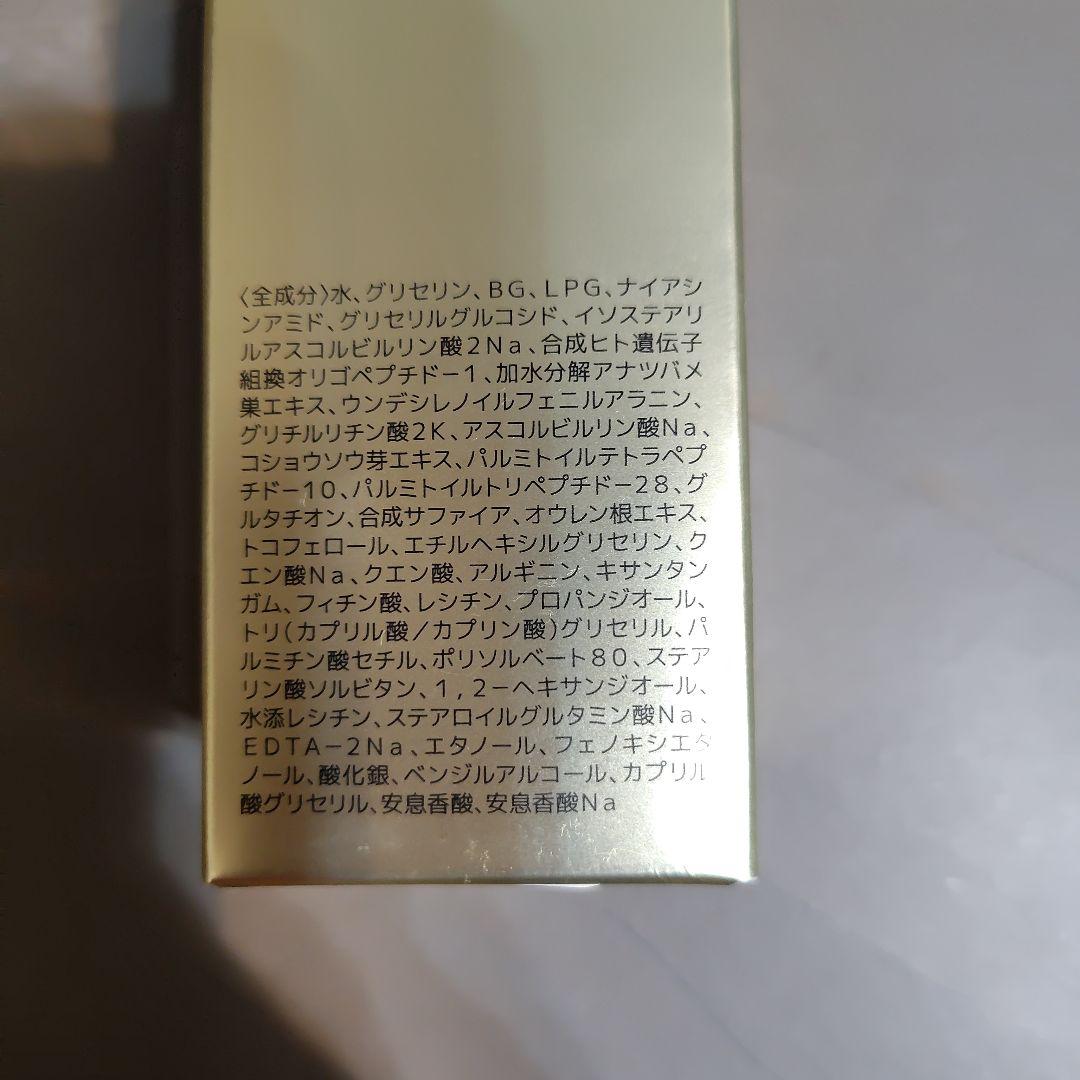 〈全成分〉水、グリセリン、BG、LPG、ナイアシ
ンアミド、グリセリルグルコシド、イソステアリ
ルアスコルビルリン酸2Na、合成ヒト遺伝子
組換オリゴペプチド−1、加水分解アナツバメ
巣エキス、ウンデシレノイルフェニルアラニン、
グリチルリチン酸2K、アスコルビルリン酸Na、
コショウソウ芽エキス、パルミトイルテトラペプ
チド−10、パルミトイルトリペプチド−28、グ
ルタチオン、合成サファイア、オウレン根エキス、
トコフェロール、エチルヘキシルグリセリン、ク
エン酸Na、クエン酸、アルギニン、キサンタン
ガム、フィチン酸、レシチン、プロパンジオール、
トリ(カプリル酸/カプリン酸)グリセリル、パ
ルミチン酸セチル、ポリソルベート80、ステア
リン酸ソルビタン、1,2−ヘキサンジオール、
水添レシチン、ステアロイルグルタミン酸Na、
EDTA−2Na、エタノール、フェノキシエタ
ノール、酸化銀、ベンジルアルコール、カプリル
酸グリセリル、安息香酸、安息香酸Na